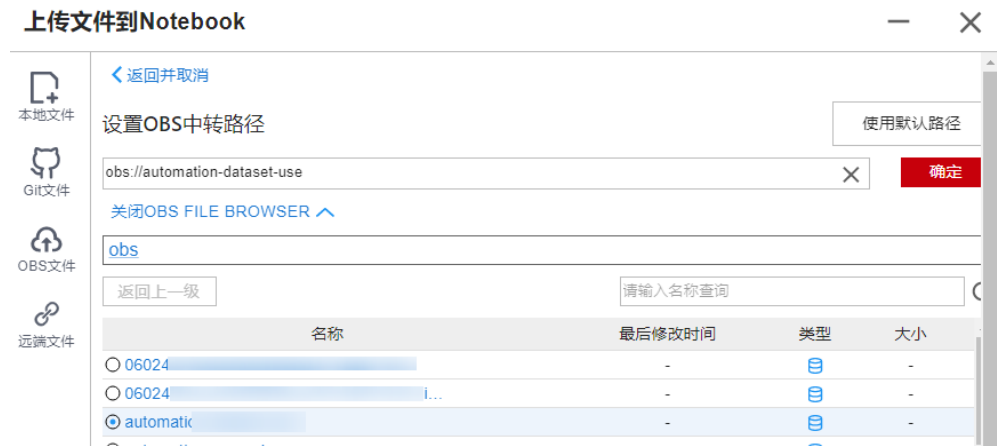 上传文件到Notebook
本地文件
Git文件
OBS文件
远端文件
返回并取消
设置OBS中转路径
使用默认路径
obs://automation-dataset-use
确定
关闭OBS FILE BROWSER
obs
返回上一级
请输入名称查询
名称 最后修改时间 类型 大小
06024 - -
06024 i... - -
automatic - -